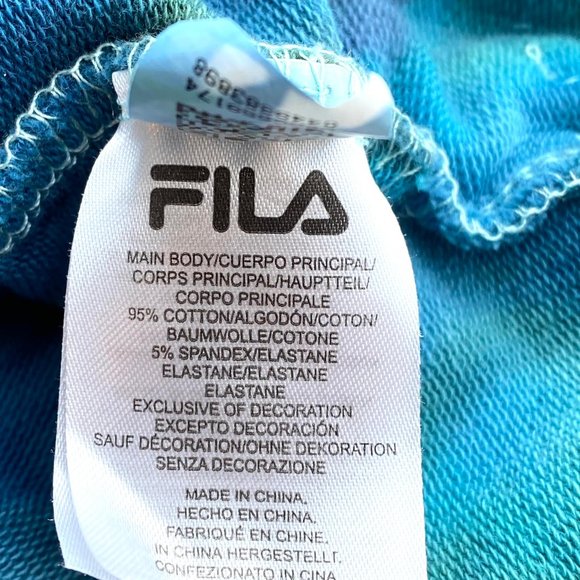 FILA
MAIN BODY/CUERPO PRINCIPAL/
CORPS PRINCIPAL/HAUPTTEIL/
CORPO PRINCIPALE
95% COTTON/ALGODÓN/COTON/
BAUMWOLLE/COTONE
5% SPANDEX/ELASTANE
ELASTANE/ELASTANE
ELASTANE
EXCLUSIVE OF DECORATION
EXCEPTO DECORACIÓN
SAUF DÉCORATION/OHNE DEKORATION
SENZA DECORAZIONE
MADE IN CHINA.
HECHO EN CHINA.
FABRIQUÉ EN CHINE.
IN CHINA HERGESTELLT.
CONFEZIONATO IN CINA